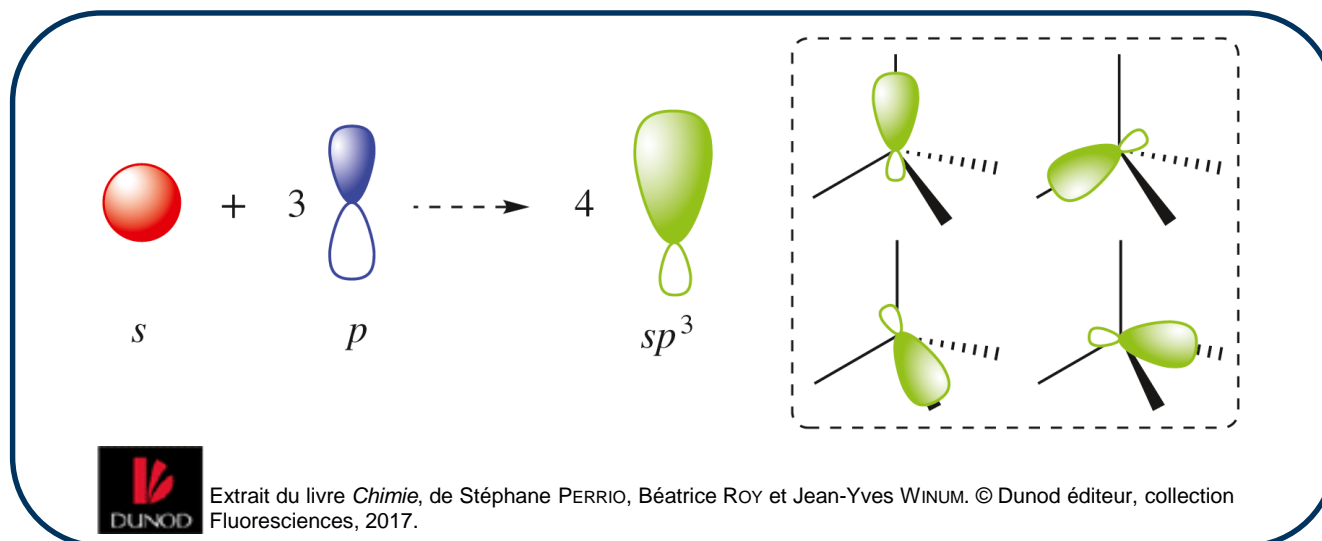 + 3 4
s p sp³
DUNOD
Extrait du livre Chimie, de Stéphane PERRIO, Béatrice ROY et Jean-Yves WINUM. © Dunod éditeur, collection
Fluoresciences, 2017.